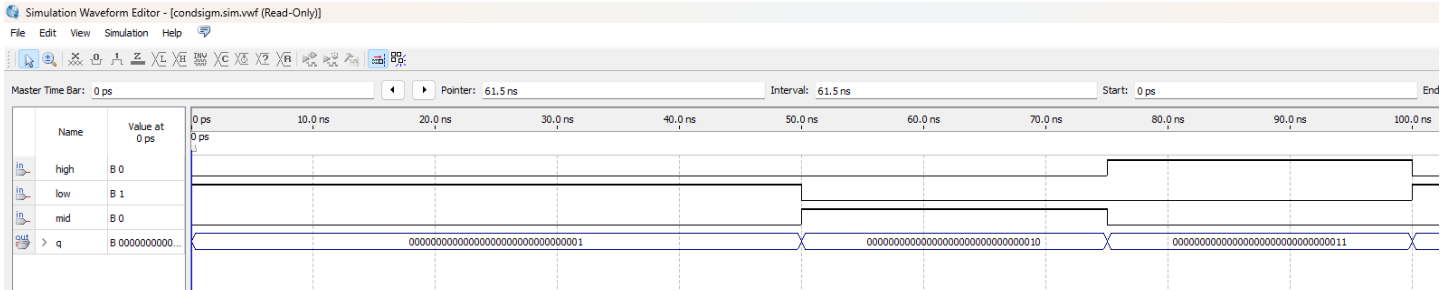 Simulation Waveform Editor - [condsigm.sim.vwf (Read-Only)]
File Edit View Simulation Help
Master Time Bar: 0 ps Pointer: 61.5 ns Interval: 61.5 ns Start: 0 ps End
Name Value at 0 ps
0 ps 10.0 ns 20.0 ns 30.0 ns 40.0 ns 50.0 ns 60.0 ns 70.0 ns 80.0 ns 90.0 ns 100.0 ns
0 ps
in high B 0
in low B 1
in mid B 0
out > q B 0000000000... 00000000000000000000000000000001 00000000000000000000000000000010 00000000000000000000000000000011